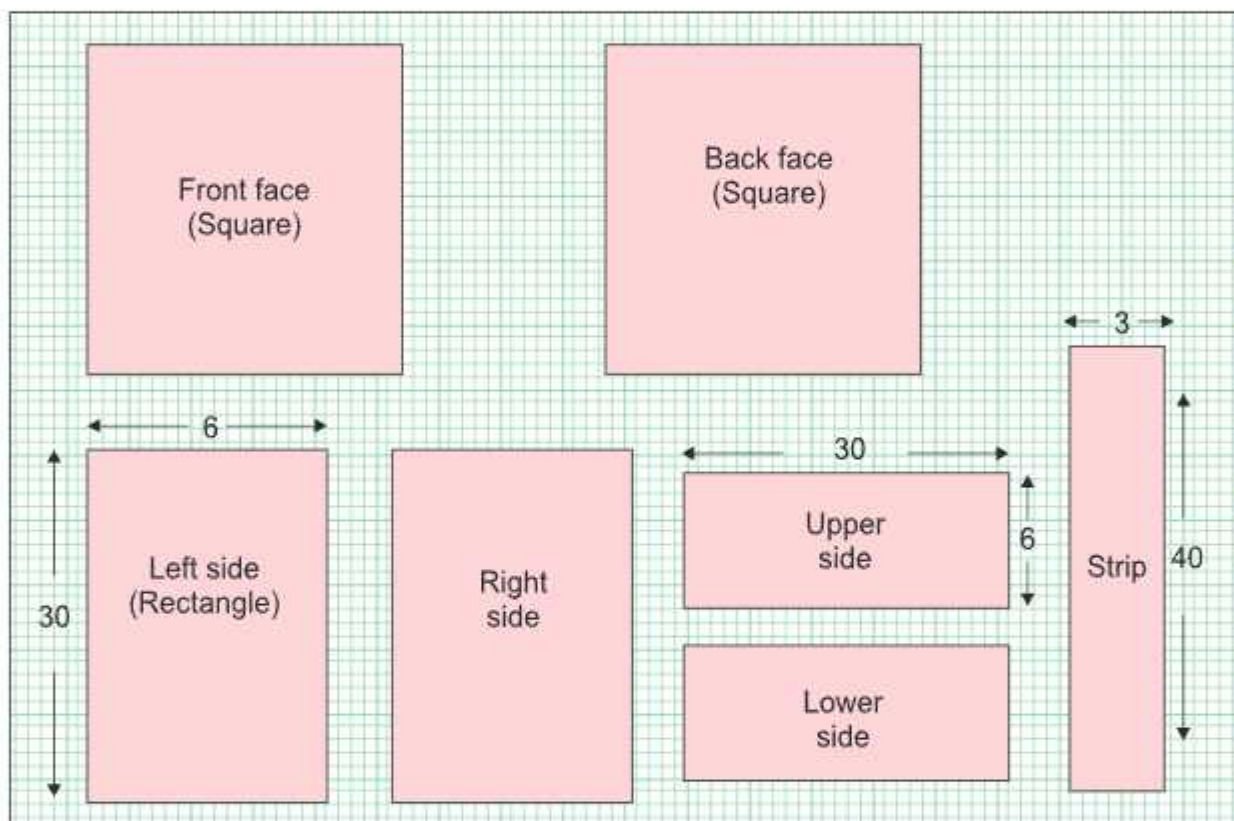 Front face
(Square)
Back face
(Square)
3
6
30
Left side
(Rectangle)
30
Right
side
Upper
side
6
Strip
40
Lower
side